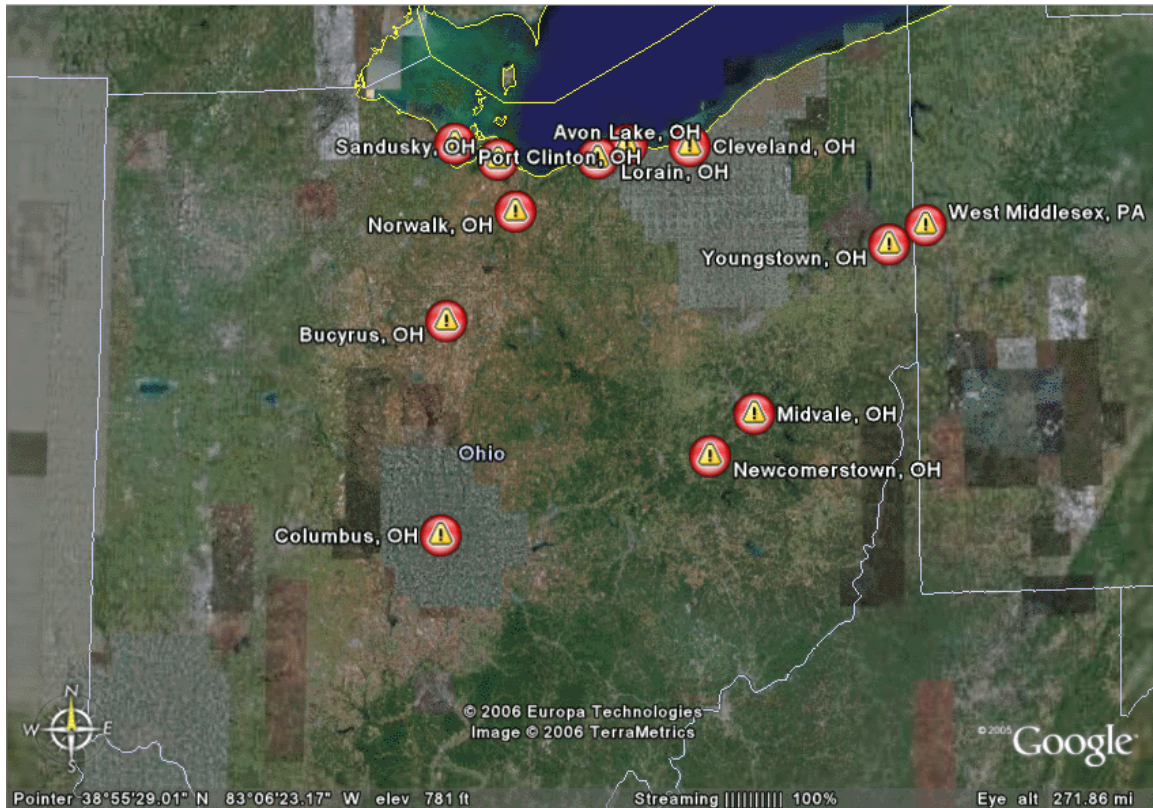 Avon Lake, OH
Sandusky, OH
Cleveland, OH
Port Clinton, OH
Lorain, OH
West Middlesex, PA
Norwalk, OH
Youngstown, OH
Bucyrus, OH
Midvale, OH
Ohio
Newcomerstown, OH
Columbus, OH
N
W
E
S
© 2006 Europa Technologies
Image © 2006 TerraMetrics
© 2005 Google™
Pointer 38°55'29.01" N 83°06'23.17" W elev 781 ft Streaming |||||||||| 100% Eye alt 271.86 mi